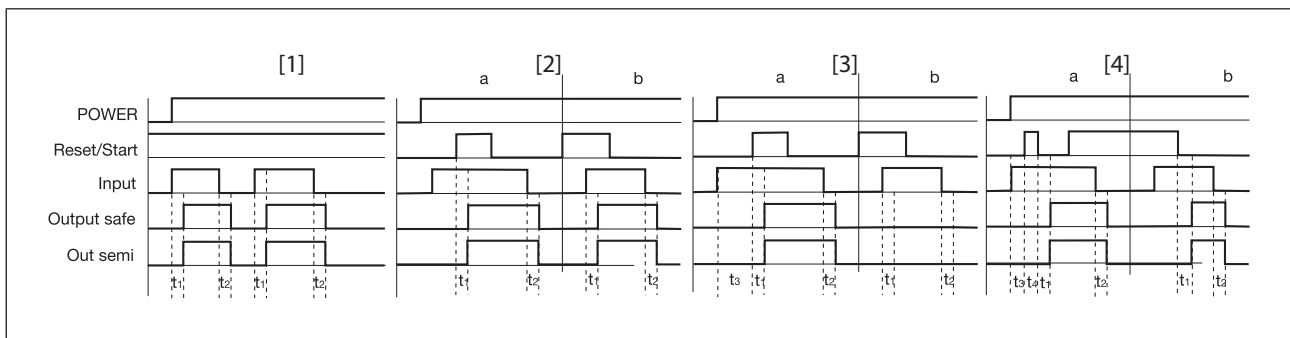 [1] [2] [3] [4]
a b a b a b
POWER
Reset/Start
Input
Output safe
Out semi
t1 t2 t1 t2 t1 t2 t1 t2 t3 t1 t2 t1 t2 t3 t4 t1 t2 t1 t2